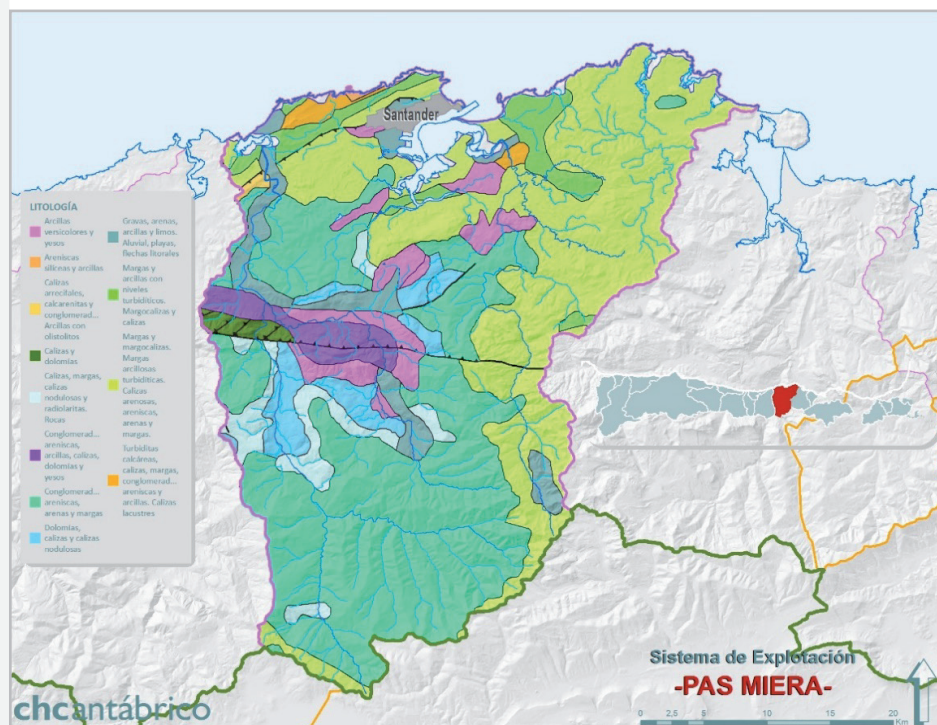 Santander
LITOLOGÍA
Arcillas
versicolores y
yesos
Areniscas
silíceas y arcillas
Calizas
arrecifales,
calcarenitas y
conglomerad...
Arcillas con
olistolitos
Calizas y
dolomías
Calizas, margas,
calizas
nodulosos y
radiolaritas.
Rocas
Conglomerad...
areniscas,
arcillas, calizas,
dolomías y
yesos
Conglomerad...
areniscas,
arenas y margas
Dolomías,
calizas y calizas
nodulosas
Gravas, arenas,
arcillas y limos.
Aluvial, playas,
flechas litorales
Margas y
arcillas con
niveles
turbidíticos.
Margocalizas y
calizas
Margas y
margocalizas.
Margas
arcillosas
turbidíticas.
Calizas
arenosas,
areniscas,
arenas y
margas.
Turbiditas
calcáreas,
calizas, margas,
conglomerad...
areniscas y
arcillas. Calizas
lacustres
Sistema de Explotación
-PAS MIERA-
0 2,5 5 10 15 20
Km
chcantábrico